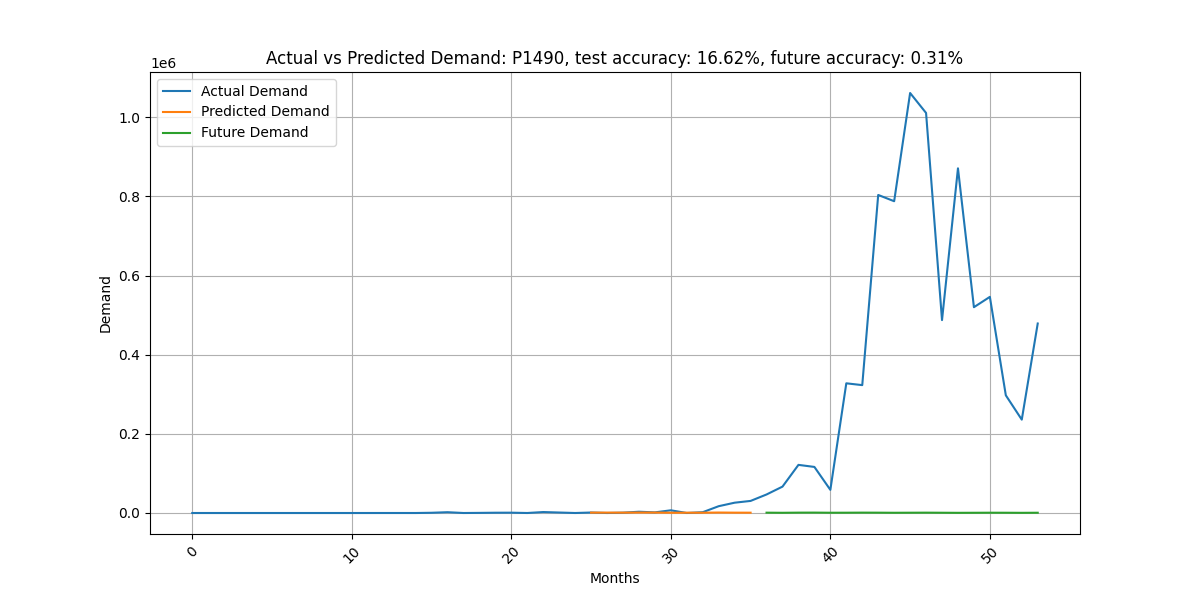 Actual vs Predicted Demand: P1490, test accuracy: 16.62%, future accuracy: 0.31%
1e6
Actual Demand
Predicted Demand
Future Demand
1.0
0.8
0.6
0.4
0.2
0.0
Demand
0
10
20
30
40
50
Months